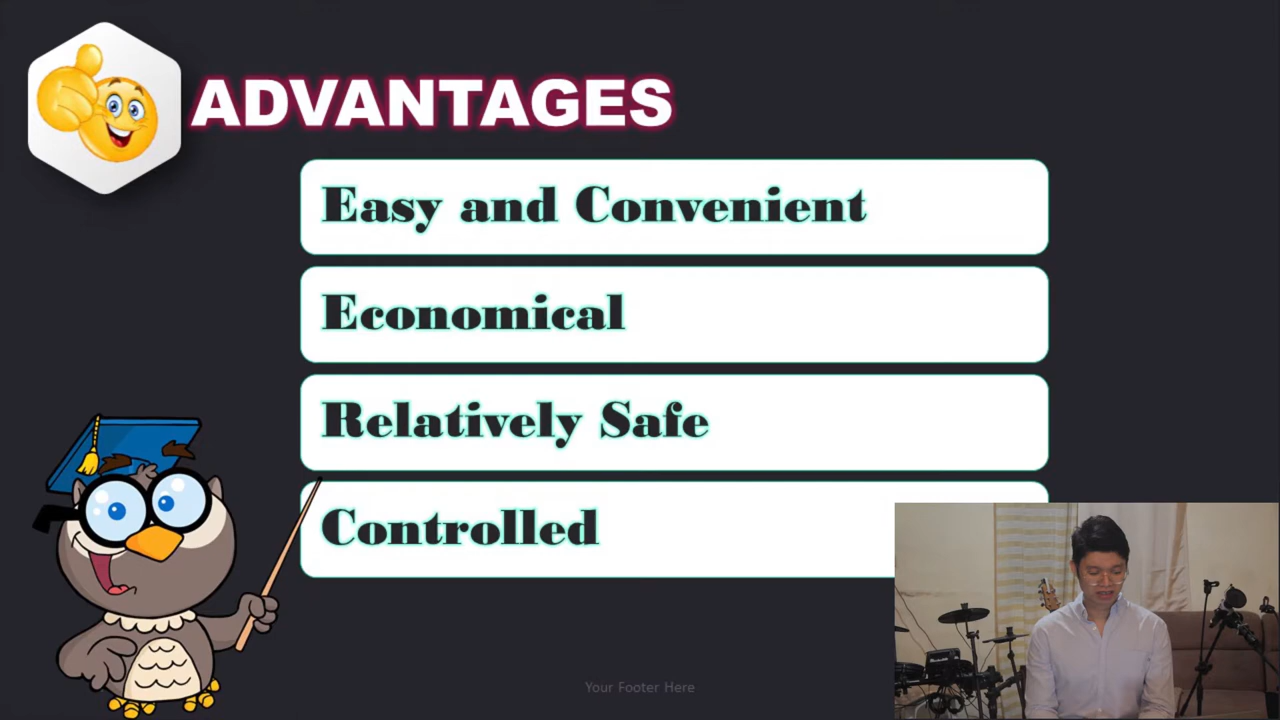 ADVANTAGES
Easy and Convenient
Economical
Relatively Safe
Controlled
Your Footer Here